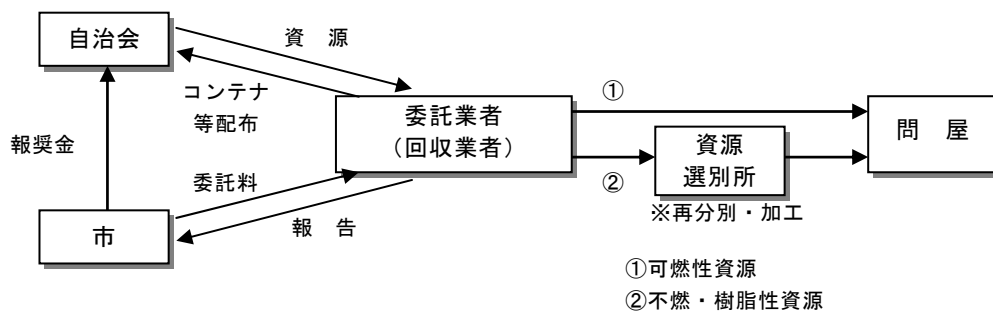 自治会
資 源
コンテナ
等配布
報奨金
委託業者
（回収業者）
①
②
資源
選別所
※再分別・加工
問 屋
委託料
報 告
市
①可燃性資源
②不燃・樹脂性資源